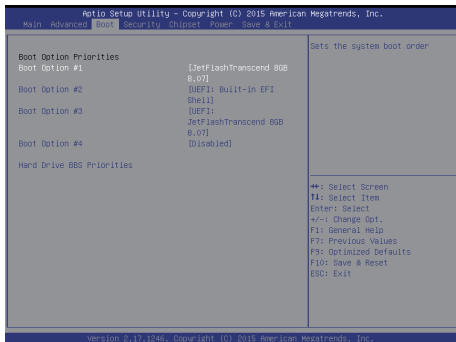 Aptio Setup Utility – Copyright (C) 2015 American Megatrends, Inc.
Main Advanced Boot Security Chipset Power Save & Exit
Boot Option Priorities
Boot Option #1 [JetFlashTranscend 8GB
8.07]
Boot Option #2 [UEFI: Built-in EFI
Shell]
Boot Option #3 [UEFI:
JetFlashTranscend 8GB
8.07]
Boot Option #4 [Disabled]
Hard Drive BBS Priorities
Sets the system boot order
→←: Select Screen
↑↓: Select Item
Enter: Select
+/-: Change Opt.
F1: General Help
F7: Previous Values
F9: Optimized Defaults
F10: Save & Reset
ESC: Exit
Version 2.17.1246. Copyright (C) 2015 American Megatrends, Inc.